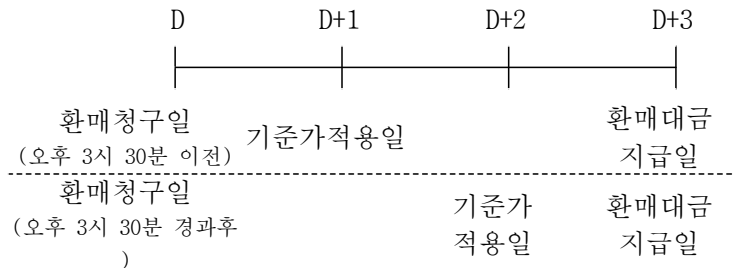 D D+1 D+2 D+3
환매청구일
(오후 3시 30분 이전)
기준가적용일
환매대금
지급일
환매청구일
(오후 3시 30분 경과후
)
기준가
적용일
환매대금
지급일